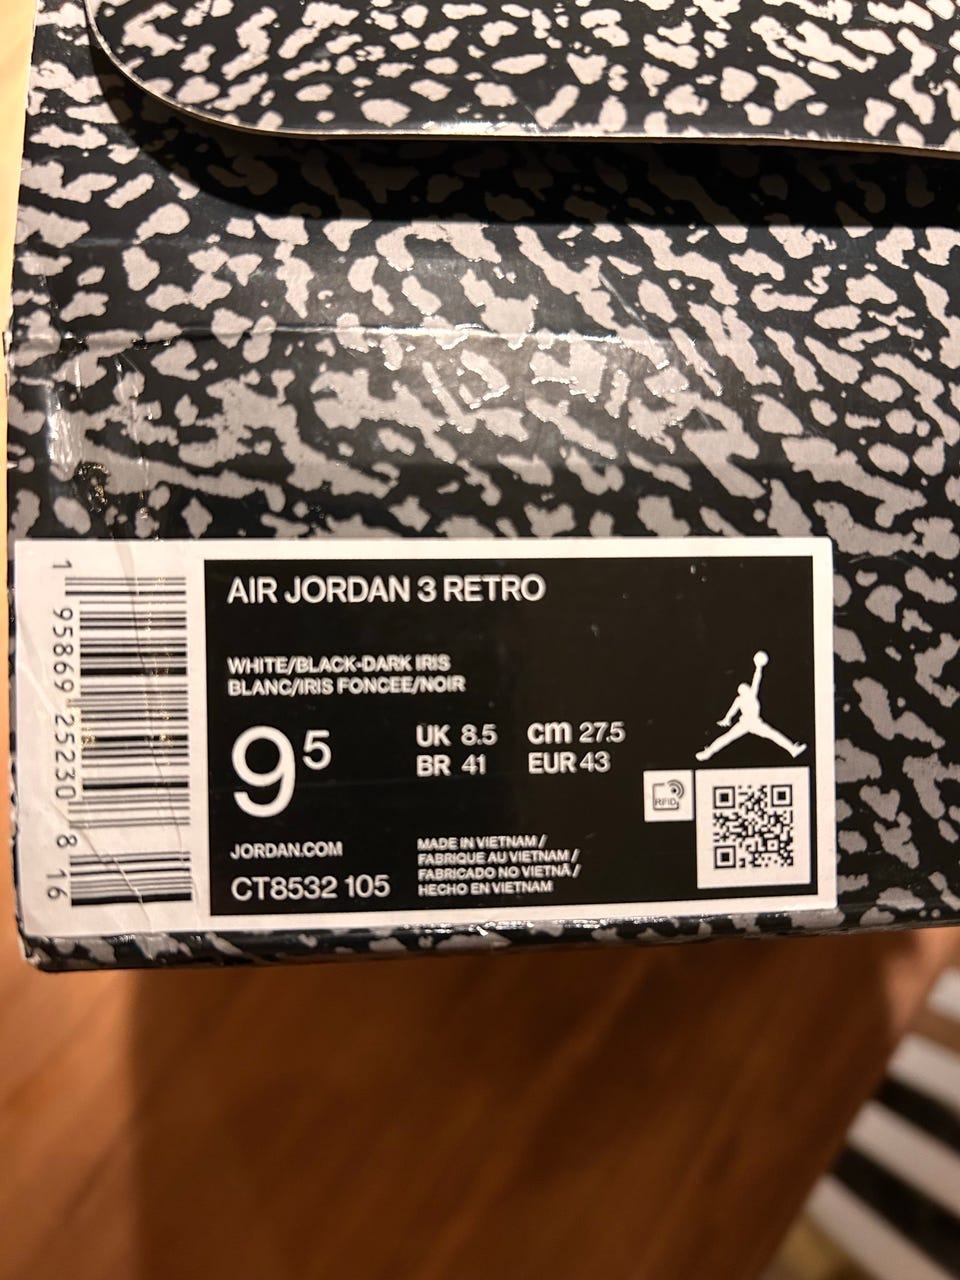 AIR JORDAN 3 RETRO
WHITE/BLACK-DARK IRIS
BLANC/IRIS FONCEE/NOIR
9 5
UK 8.5 cm 27.5
BR 41 EUR 43
RFID
JORDAN.COM
CT8532 105
MADE IN VIETNAM /
FABRIQUE AU VIETNAM /
FABRICADO NO VIETNÃ /
HECHO EN VIETNAM
1 95869 25230 8 16